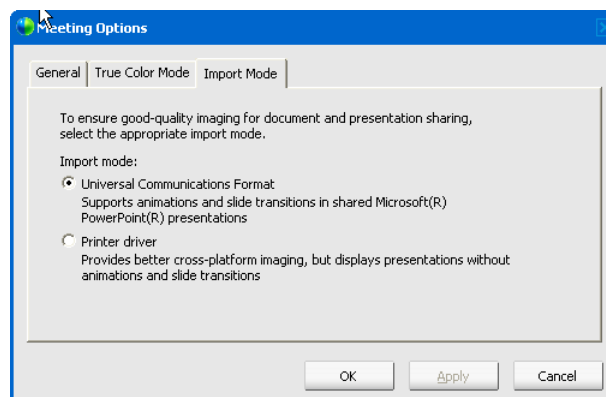 Meeting Options
General True Color Mode Import Mode
To ensure good-quality imaging for document and presentation sharing,
select the appropriate import mode.
Import mode:
Universal Communications Format
Supports animations and slide transitions in shared Microsoft(R)
PowerPoint(R) presentations
Printer driver
Provides better cross-platform imaging, but displays presentations without
animations and slide transitions
OK Apply Cancel